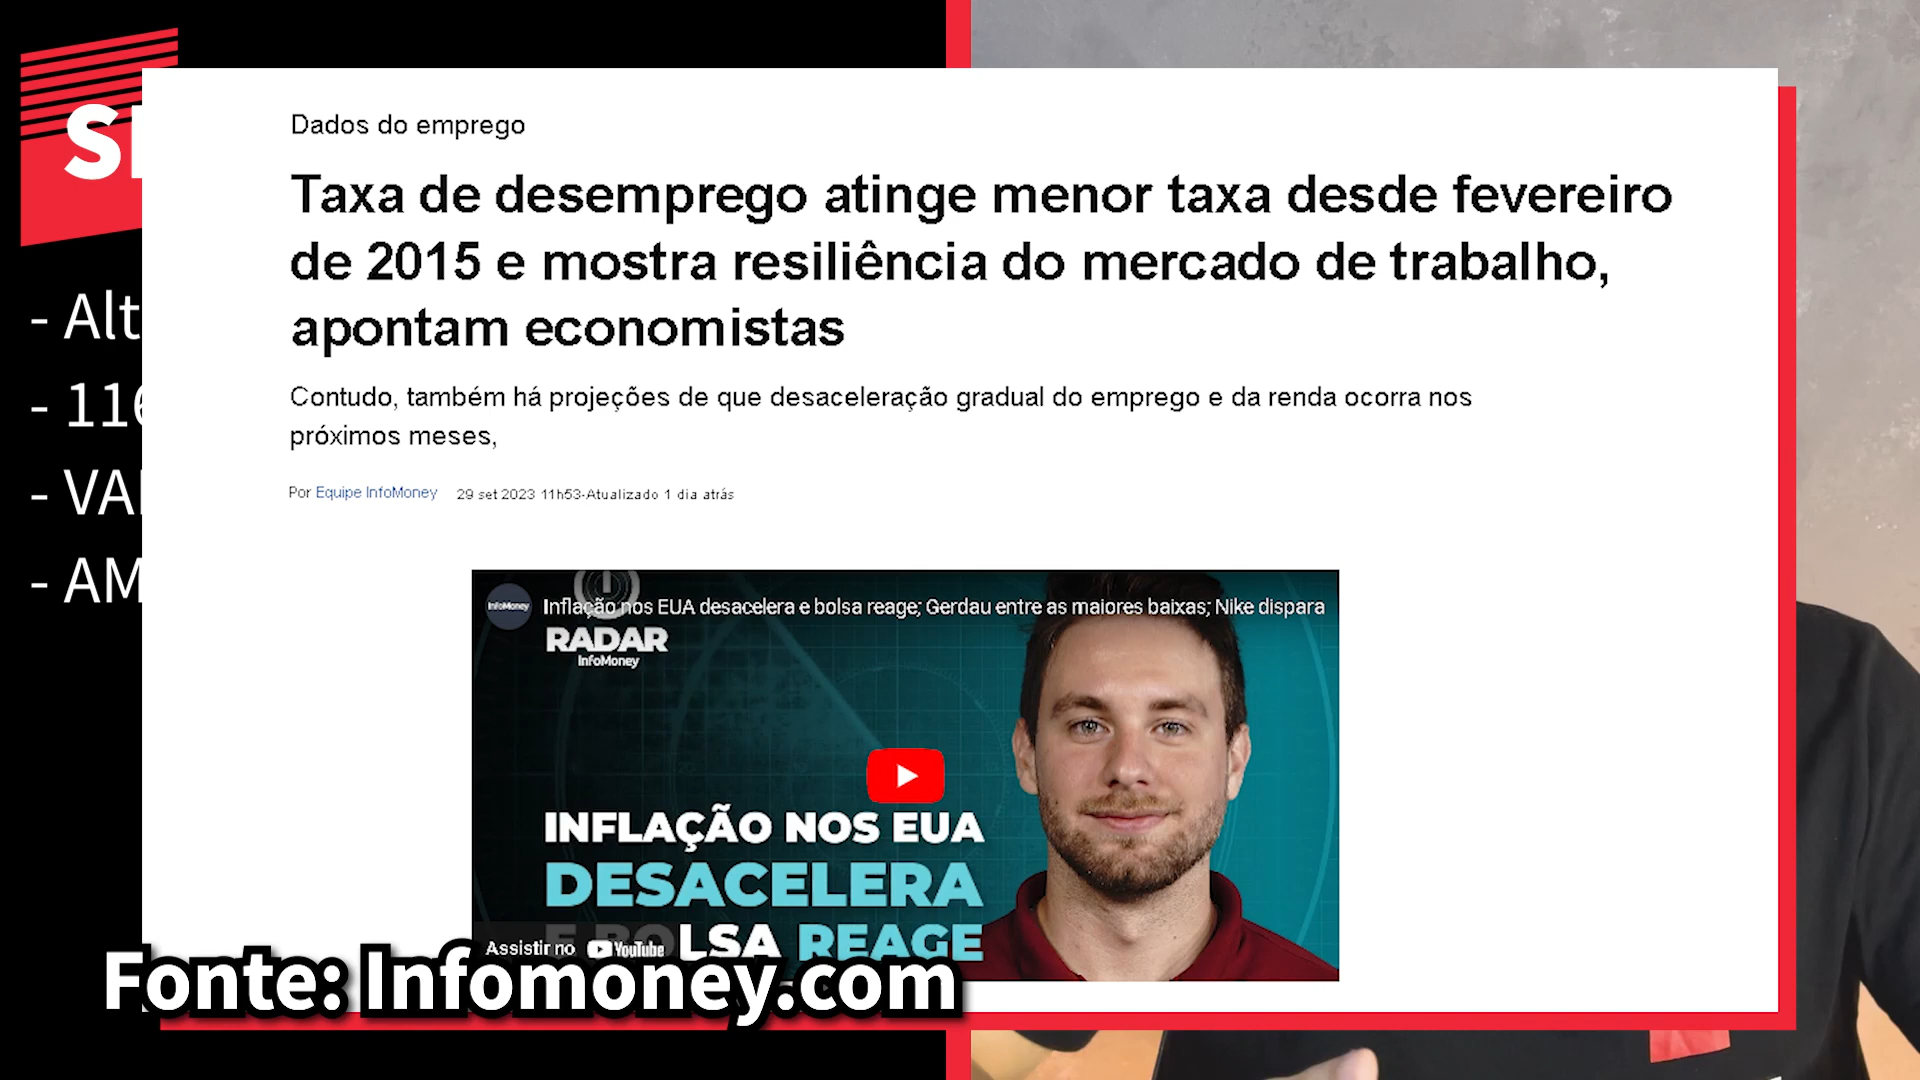 - Alt
- 116
- VA
- AM
Dados do emprego
Taxa de desemprego atinge menor taxa desde fevereiro
de 2015 e mostra resiliência do mercado de trabalho,
apontam economistas
Contudo, também há projeções de que desaceleração gradual do emprego e da renda ocorra nos
próximos meses,
Por Equipe InfoMoney 29 set 2023 11h53-Atualizado 1 dia atrás
InfoMoney Inflação nos EUA desacelera e bolsa reage; Gerdau entre as maiores baixas; Nike dispara
RADAR
InfoMoney
INFLAÇÃO NOS EUA
DESACELERA
E BOLSA REAGE
Assistir no YouTube
Fonte: Infomoney.com